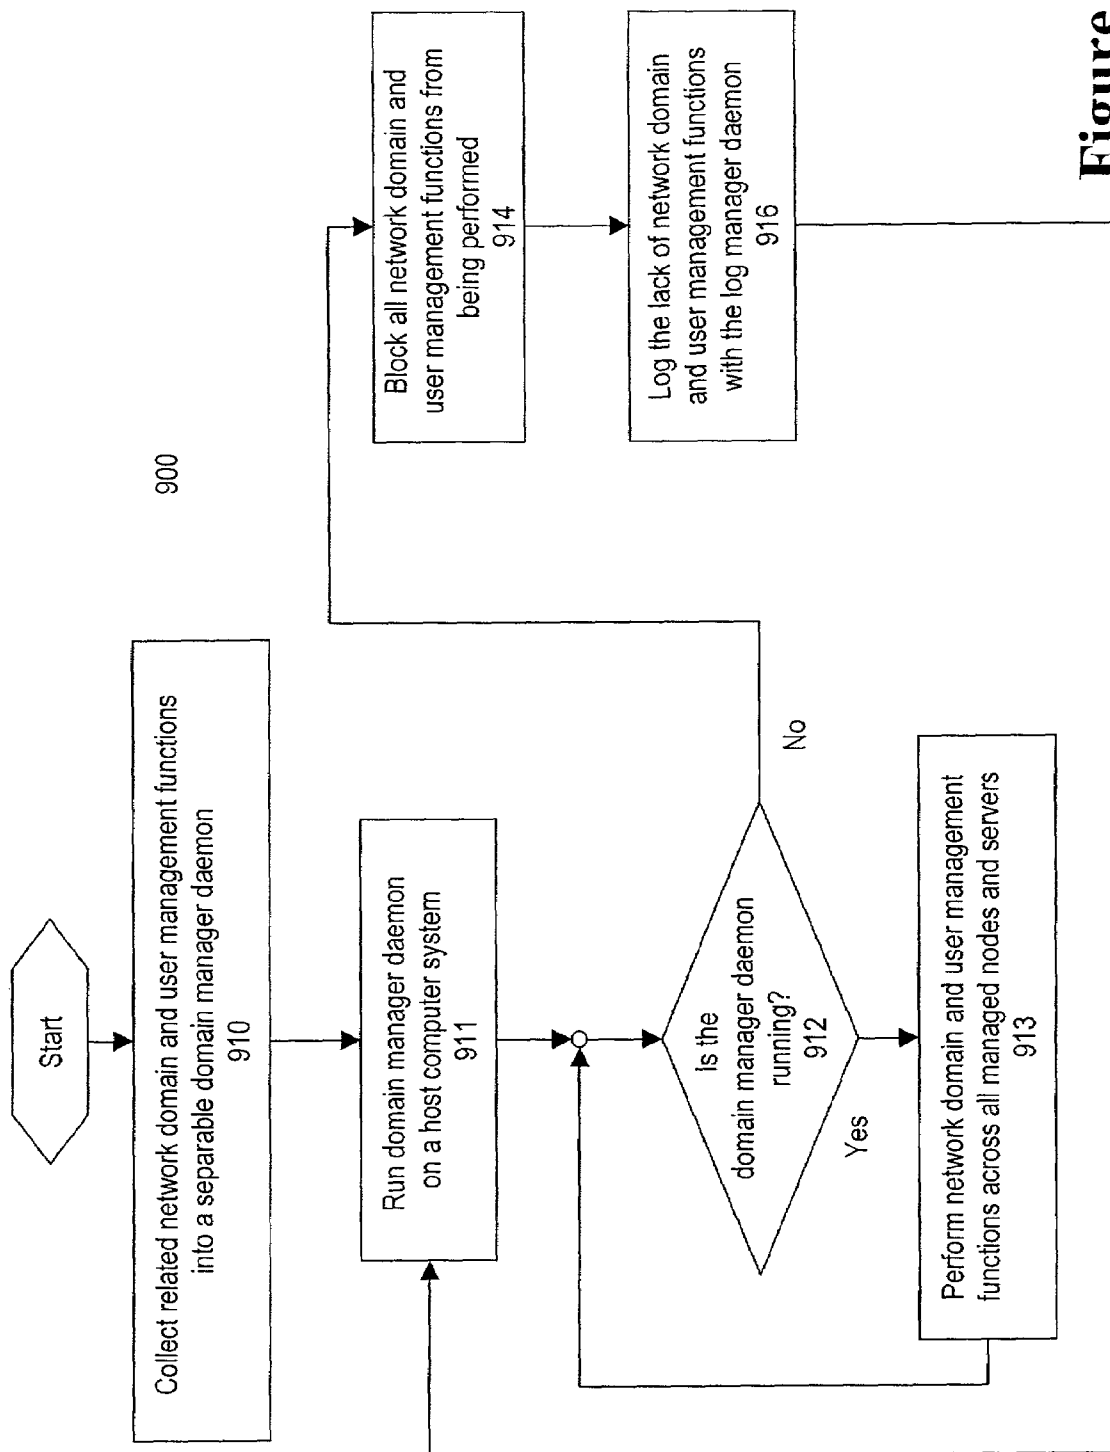 Start
Collect related network domain and user management functions
into a separable domain manager daemon
910
900
Run domain manager daemon
on a host computer system
911
Is the
domain manager daemon
running?
912
Yes
No
Perform network domain and user management
functions across all managed nodes and servers
913
Block all network domain and
user management functions from
being performed
914
Log the lack of network domain
and user management functions
with the log manager daemon
916
Figure